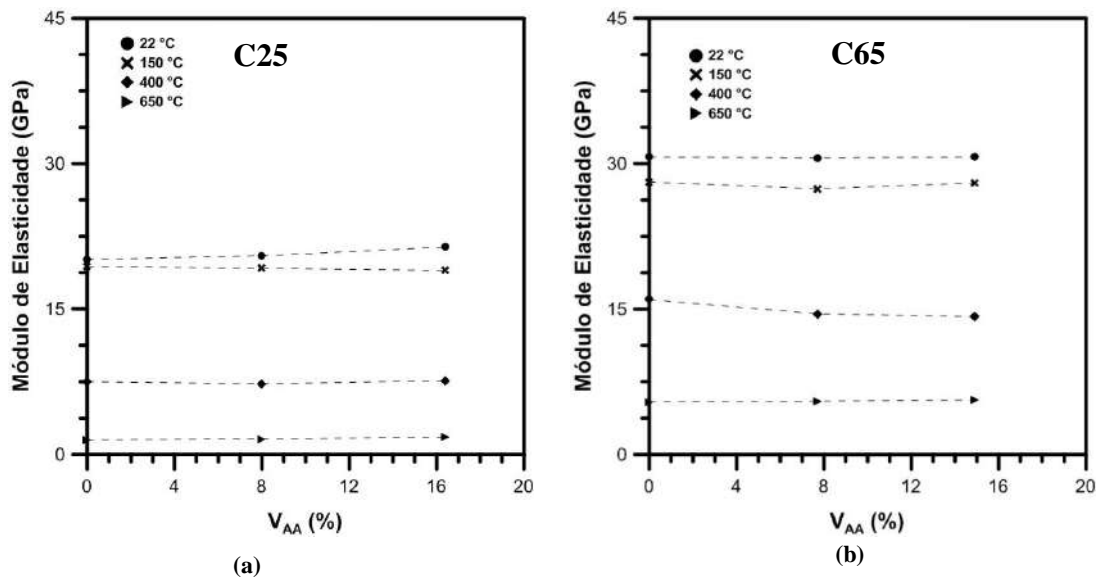 45
30
15
0
Módulo de Elasticidade (GPa)
22 °C
150 °C
400 °C
650 °C
C25
0 4 8 12 16 20
V_AA (%)
(a)
45
30
15
0
Módulo de Elasticidade (GPa)
22 °C
150 °C
400 °C
650 °C
C65
0 4 8 12 16 20
V_AA (%)
(b)